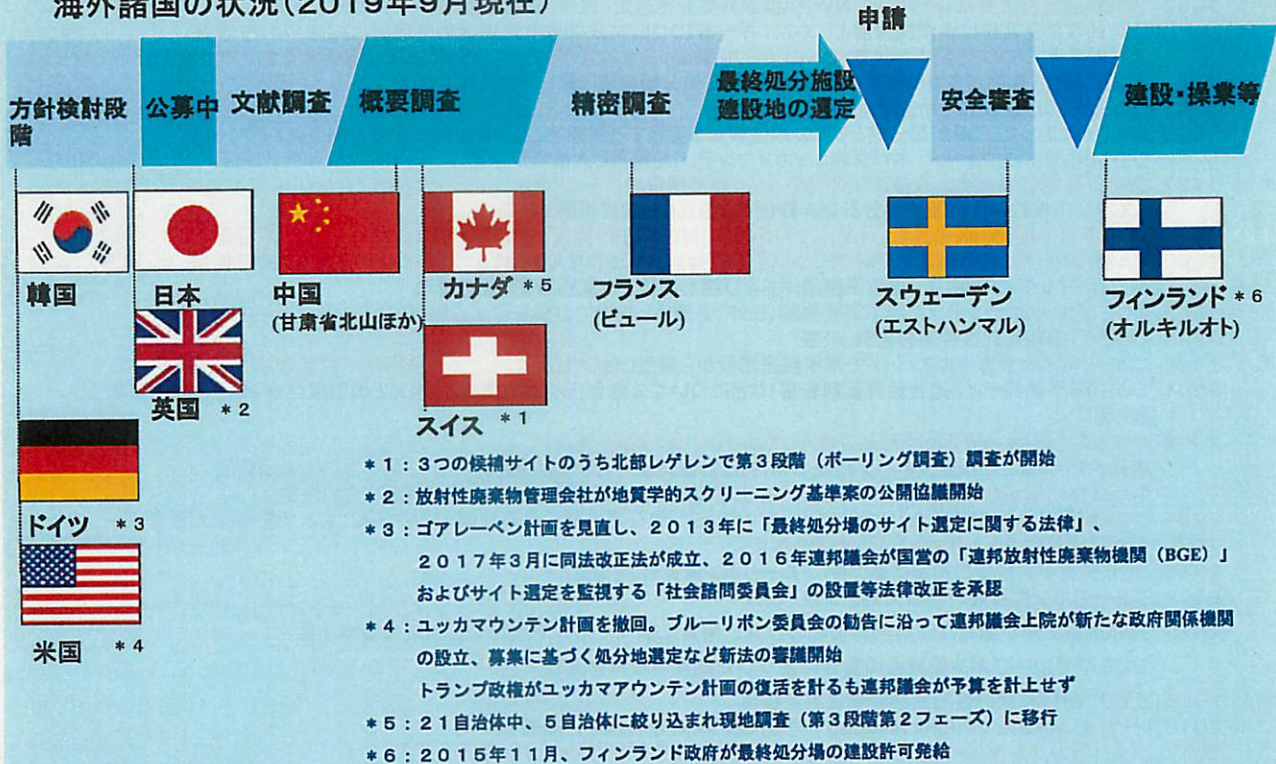 海外諸国の状況(2019年9月現在)
申請
方針検討段
階
公募中
文献調査
概要調査
精密調査
最終処分施設
建設地の選定
安全審査
建設・操業等
韓国
日本
中国
(甘粛省北山ほか)
カナダ *5
フランス
(ビュール)
スウェーデン
(エストハンマル)
フィンランド *6
(オルキルオト)
英国 *2
スイス *1
ドイツ *3
米国 *4
*1:3つの候補サイトのうち北部レゲレンで第3段階(ボーリング調査)調査が開始
*2:放射性廃棄物管理会社が地質学的スクリーニング基準案の公開協議開始
*3:ゴアレーベン計画を見直し、2013年に「最終処分場のサイト選定に関する法律」、
2017年3月に同法改正法が成立、2016年連邦議会が国営の「連邦放射性廃棄物機関(BGE)」
およびサイト選定を監視する「社会諮問委員会」の設置等法律改正を承認
*4:ユッカマウンテン計画を撤回。ブルーリボン委員会の勧告に沿って連邦議会上院が新たな政府関係機関
の設立、募集に基づく処分地選定など新法の審議開始
トランプ政権がユッカマアウンテン計画の復活を計るも連邦議会が予算を計上せず
*5:21自治体中、5自治体に絞り込まれ現地調査(第3段階第2フェーズ)に移行
*6:2015年11月、フィンランド政府が最終処分場の建設許可発給